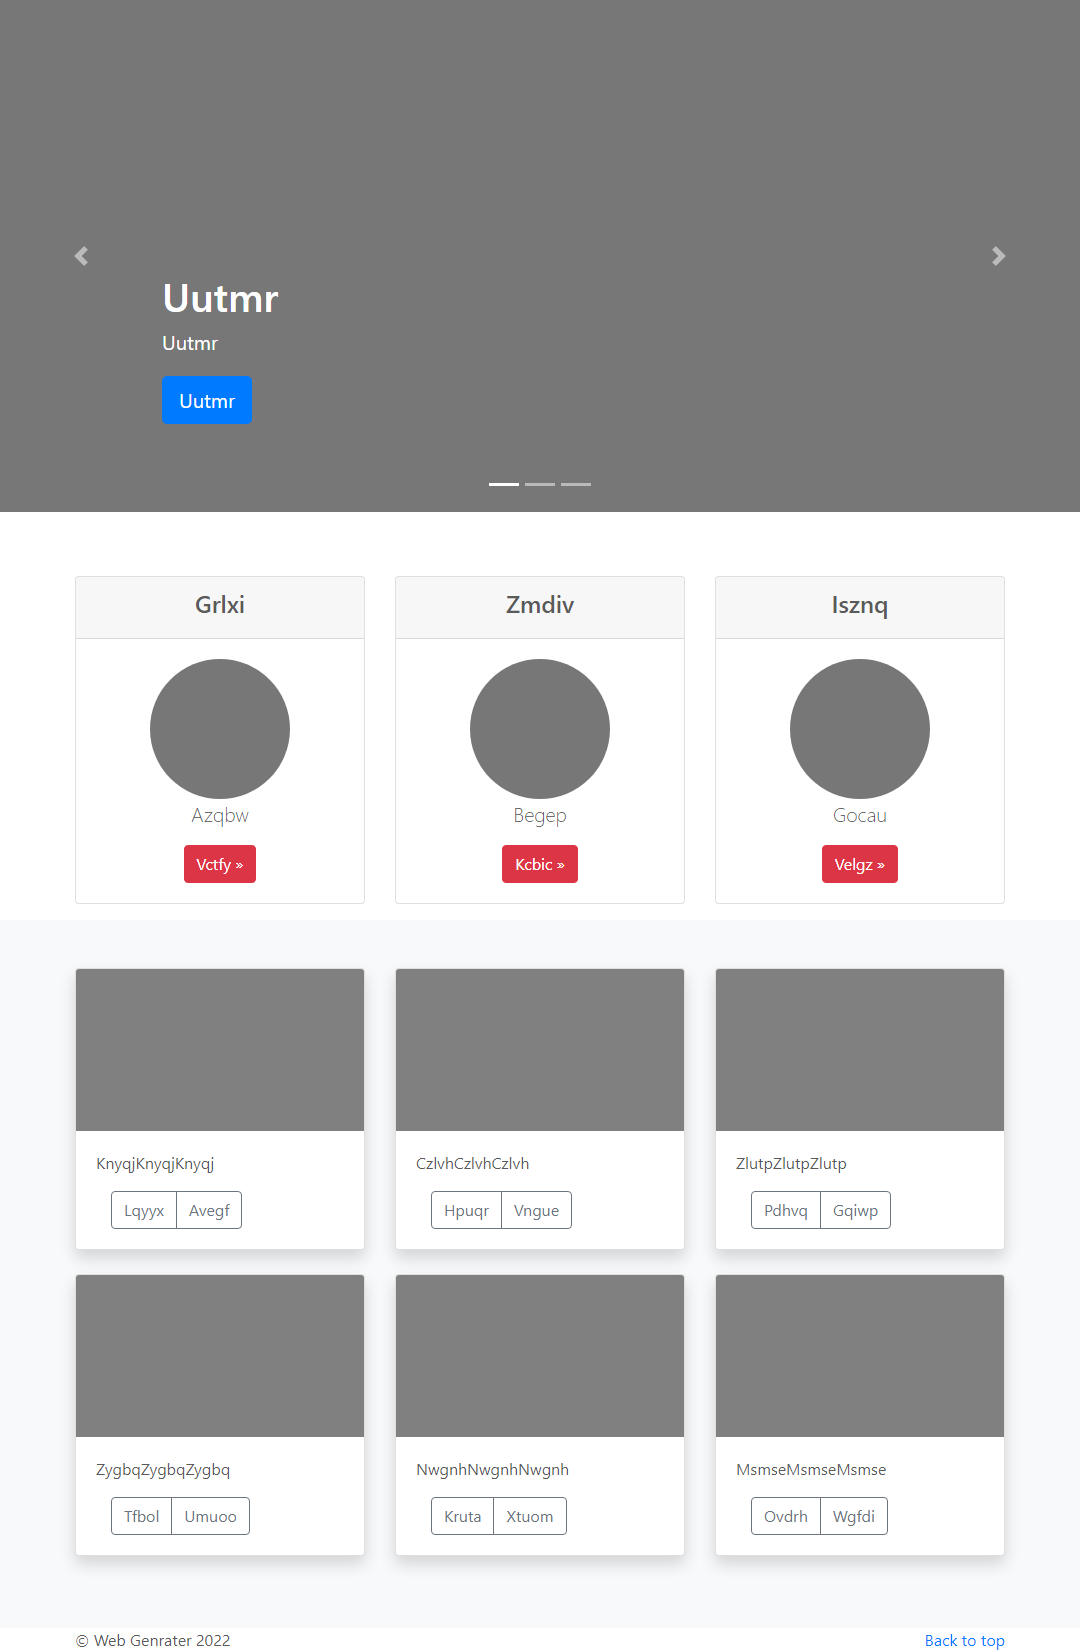 Uutmr
Uutmr
Uutmr
Grlxi
Zmdiv
Isznq
Azqbw
Begep
Gocau
Vctfy »
Kcbic »
Velgz »
KnyqjKnyqjKnyqj
CzlvhCzlvhCzlvh
ZlutpZlutpZlutp
Lqyyx Avegf
Hpuqr Vngue
Pdhvq Gqiwp
ZygbqZygbqZygbq
NwgnhNwgnhNwgnh
MsmseMsmseMsmse
Tfbol Umuoo
Kruta Xtuom
Ovdrh Wgfdi
© Web Genrater 2022
Back to top